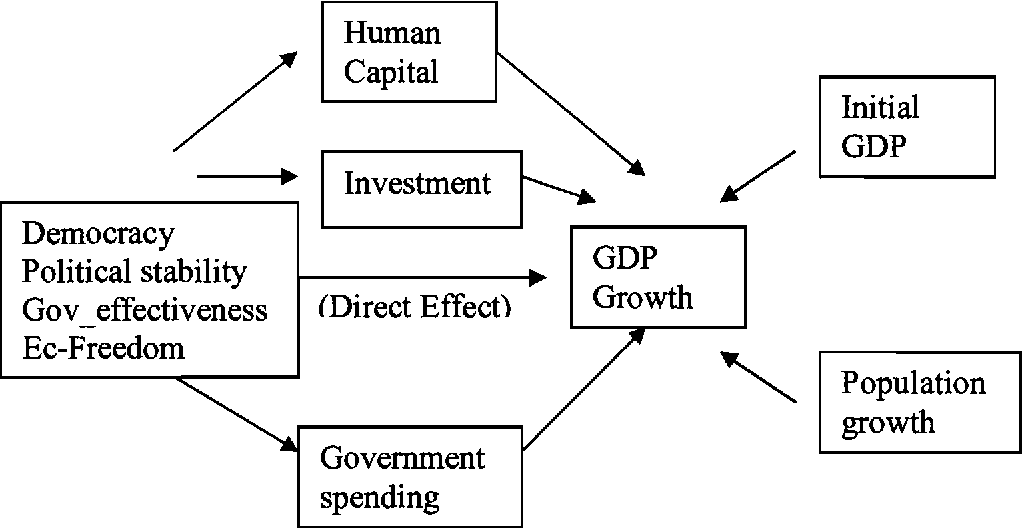 Human
Capital
Initial
GDP
Investment
Democracy
Political stability
Gov_effectiveness
Ec-Freedom
(Direct Effect)
GDP
Growth
Population
growth
Government
spending